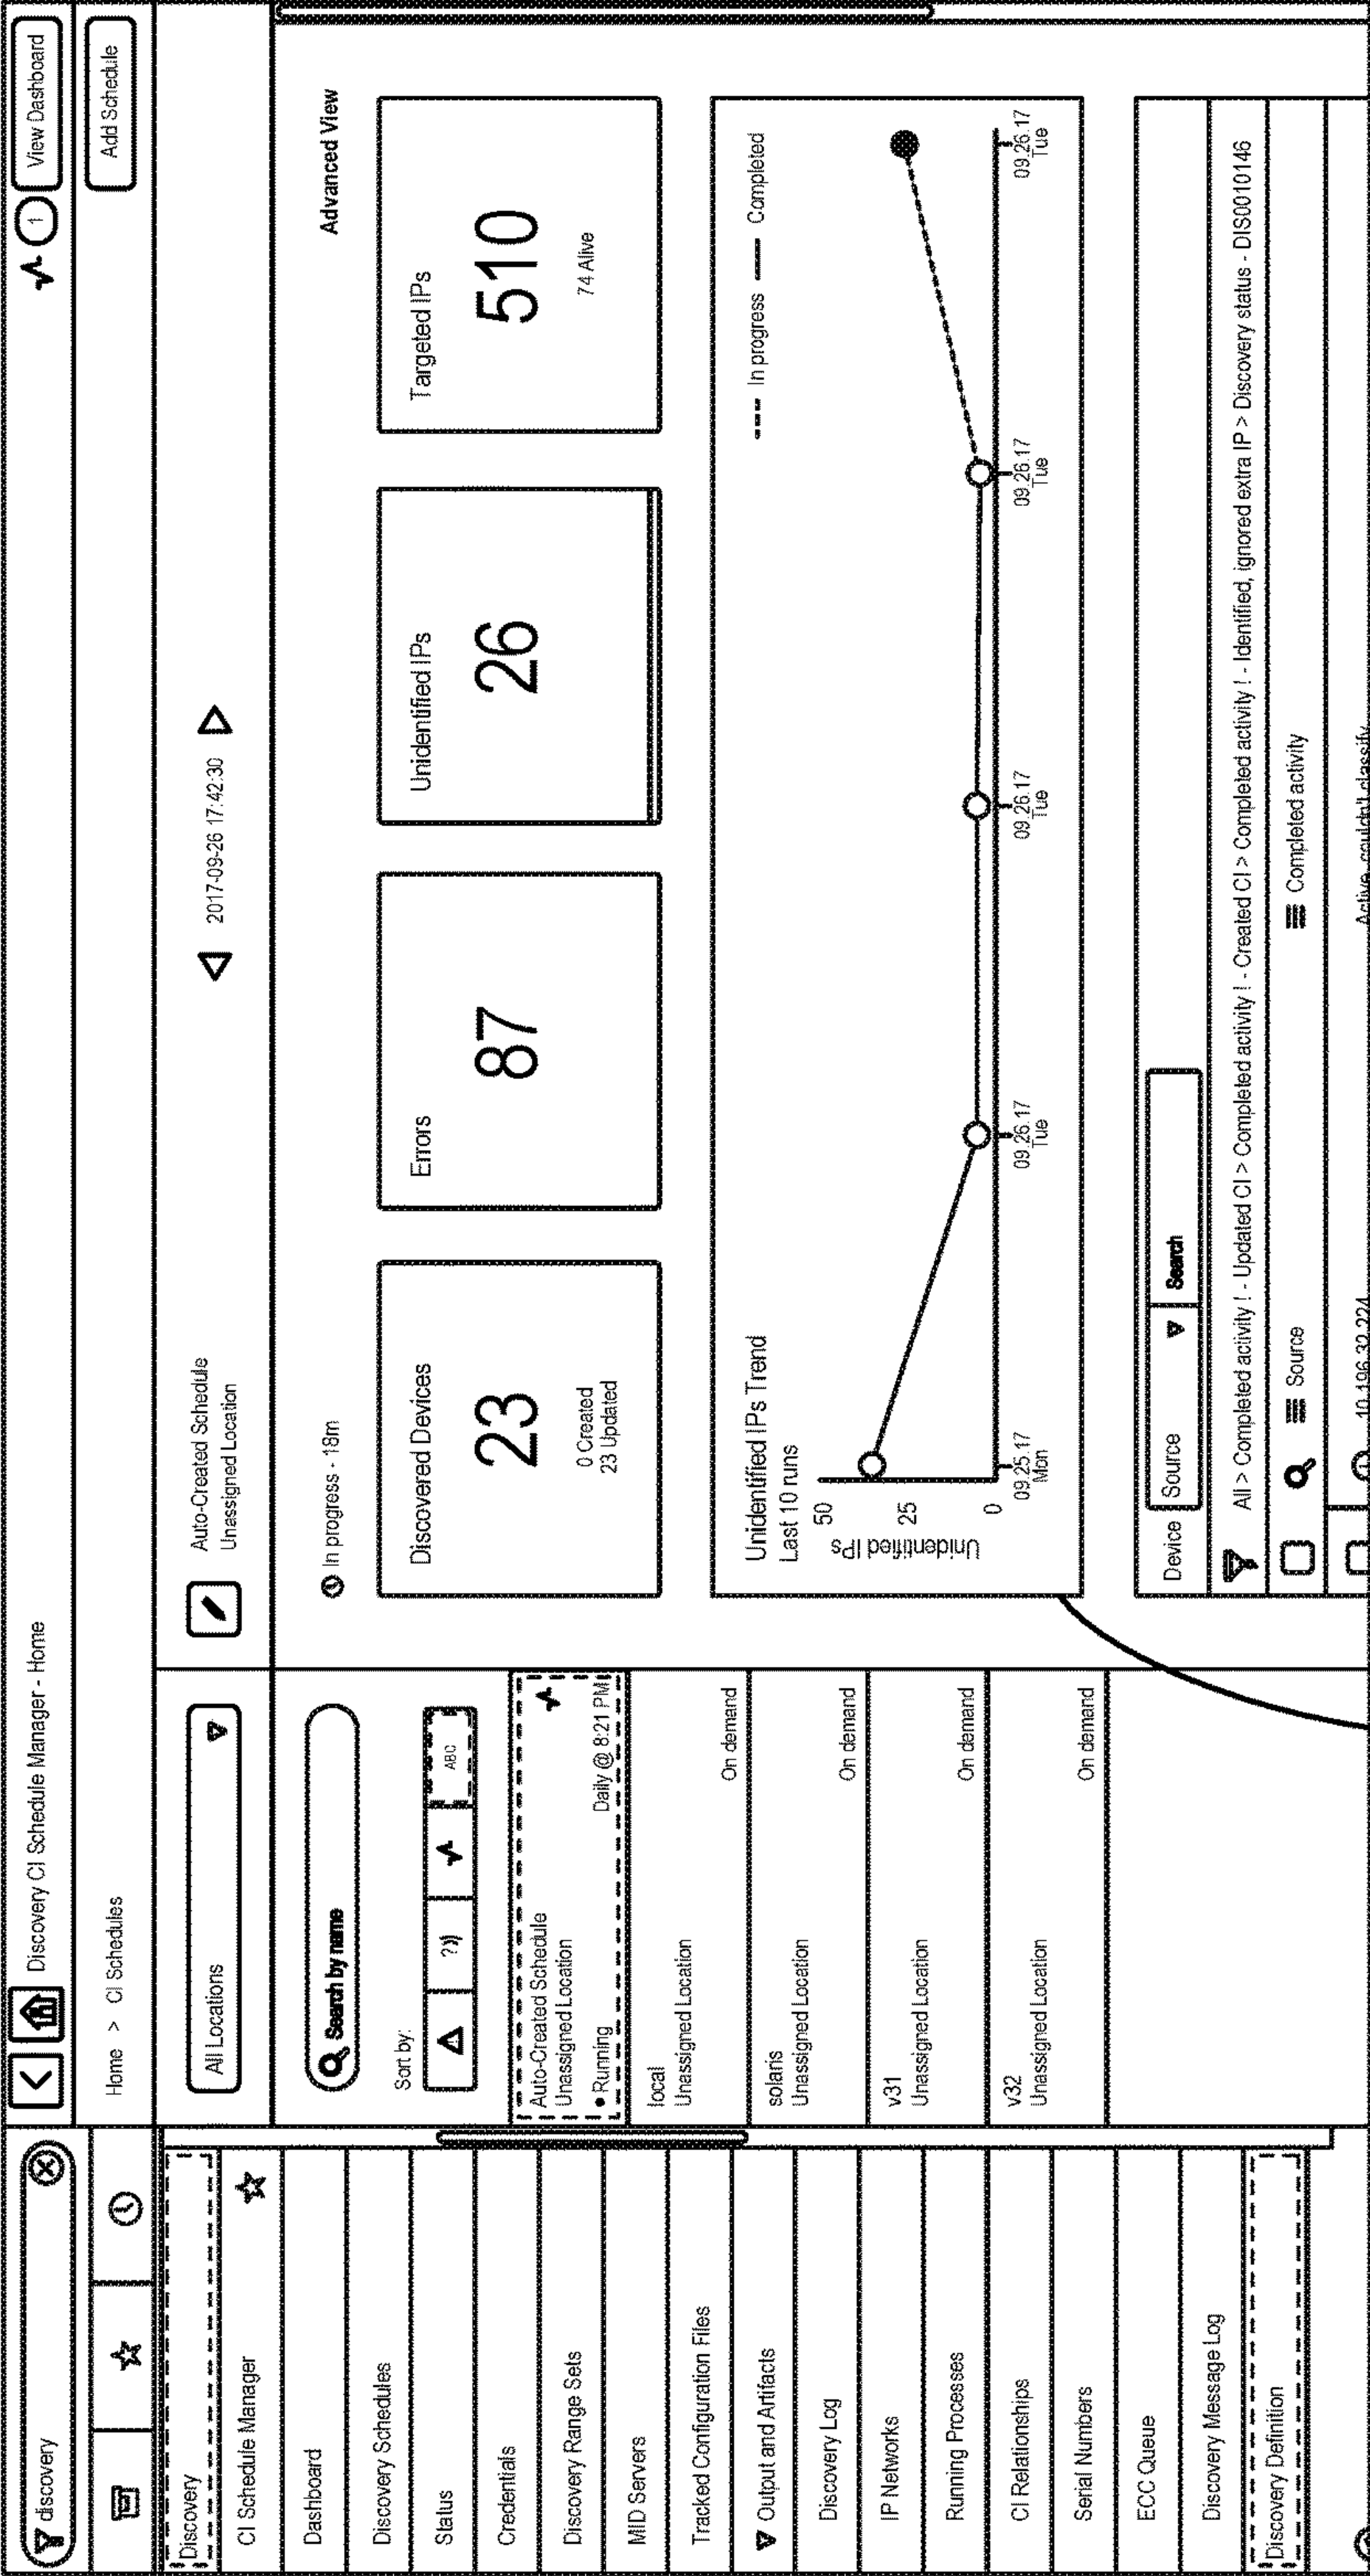 discovery
Discovery CI Schedule Manager - Home
1
View Dashboard
Home > CI Schedules
Add Schedule
Discovery
CI Schedule Manager
Dashboard
Discovery Schedules
Status
Credentials
Discovery Range Sets
MID Servers
Tracked Configuration Files
Output and Artifacts
Discovery Log
IP Networks
Running Processes
CI Relationships
Serial Numbers
ECC Queue
Discovery Message Log
Discovery Definition
All Locations
Search by name
Sort by:
?))
ABC
Auto-Created Schedule
Unassigned Location
• Running
Daily @ 8:21 PM
local
Unassigned Location
On demand
solaris
Unassigned Location
On demand
v31
Unassigned Location
On demand
v32
Unassigned Location
On demand
Auto-Created Schedule
Unassigned Location
2017-09-26 17:42:30
In progress - 18m
Advanced View
Discovered Devices
23
0 Created
23 Updated
Errors
87
Unidentified IPs
26
Targeted IPs
510
74 Alive
Unidentified IPs Trend
Last 10 runs
In progress
Completed
Unidentified IPs
50
25
0
09.25.17
Mon
09.26.17
Tue
09.26.17
Tue
09.26.17
Tue
09.26.17
Tue
Device
Source
Search
All > Completed activity ! - Updated CI > Completed activity ! - Created CI > Completed activity ! - Identified, ignored extra IP > Discovery status - DIS0010146
Source
Completed activity
10.196.32.224
Active, couldn't classify